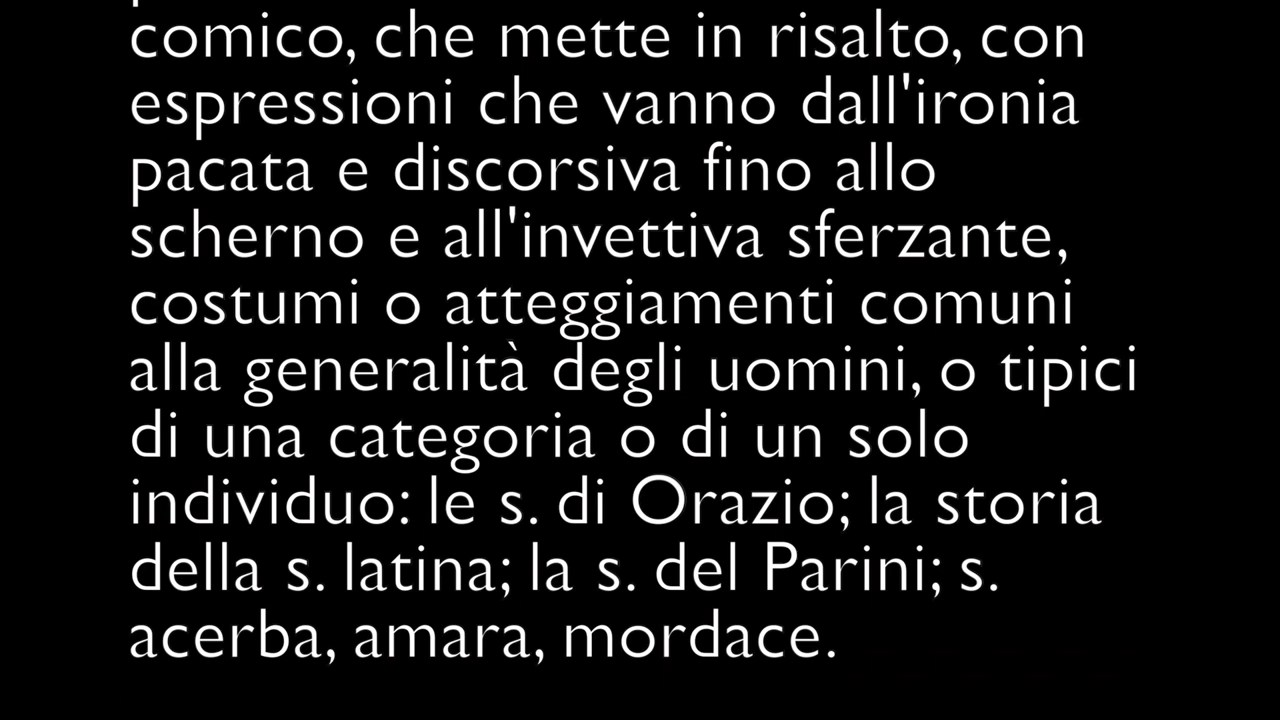 comico, che mette in risalto, con
espressioni che vanno dall'ironia
pacata e discorsiva fino allo
scherno e all'invettiva sferzante,
costumi o atteggiamenti comuni
alla generalità degli uomini, o tipici
di una categoria o di un solo
individuo: le s. di Orazio; la storia
della s. latina; la s. del Parini; s.
acerba, amara, mordace.